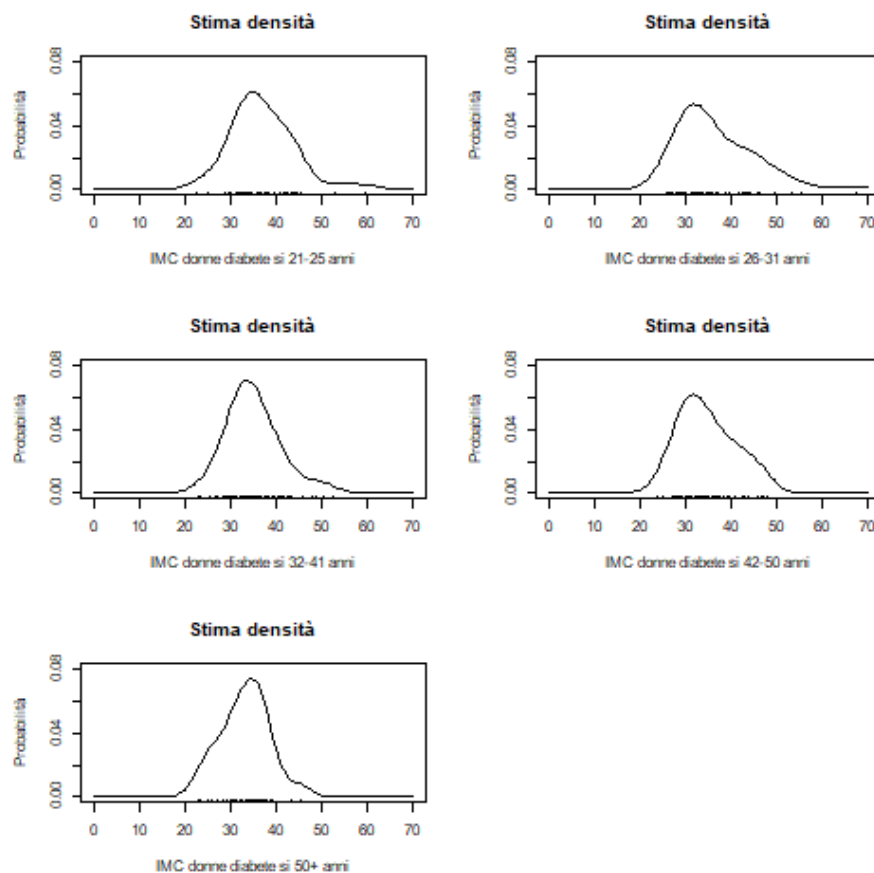 Stima densità
Probabilità
0.00 0.04 0.08
0 10 20 30 40 50 60 70
IMC donne diabete si 21-25 anni
Stima densità
Probabilità
0.00 0.04 0.08
0 10 20 30 40 50 60 70
IMC donne diabete si 26-31 anni
Stima densità
Probabilità
0.00 0.04 0.08
0 10 20 30 40 50 60 70
IMC donne diabete si 32-41 anni
Stima densità
Probabilità
0.00 0.04 0.08
0 10 20 30 40 50 60 70
IMC donne diabete si 42-50 anni
Stima densità
Probabilità
0.00 0.04 0.08
0 10 20 30 40 50 60 70
IMC donne diabete si 50+ anni